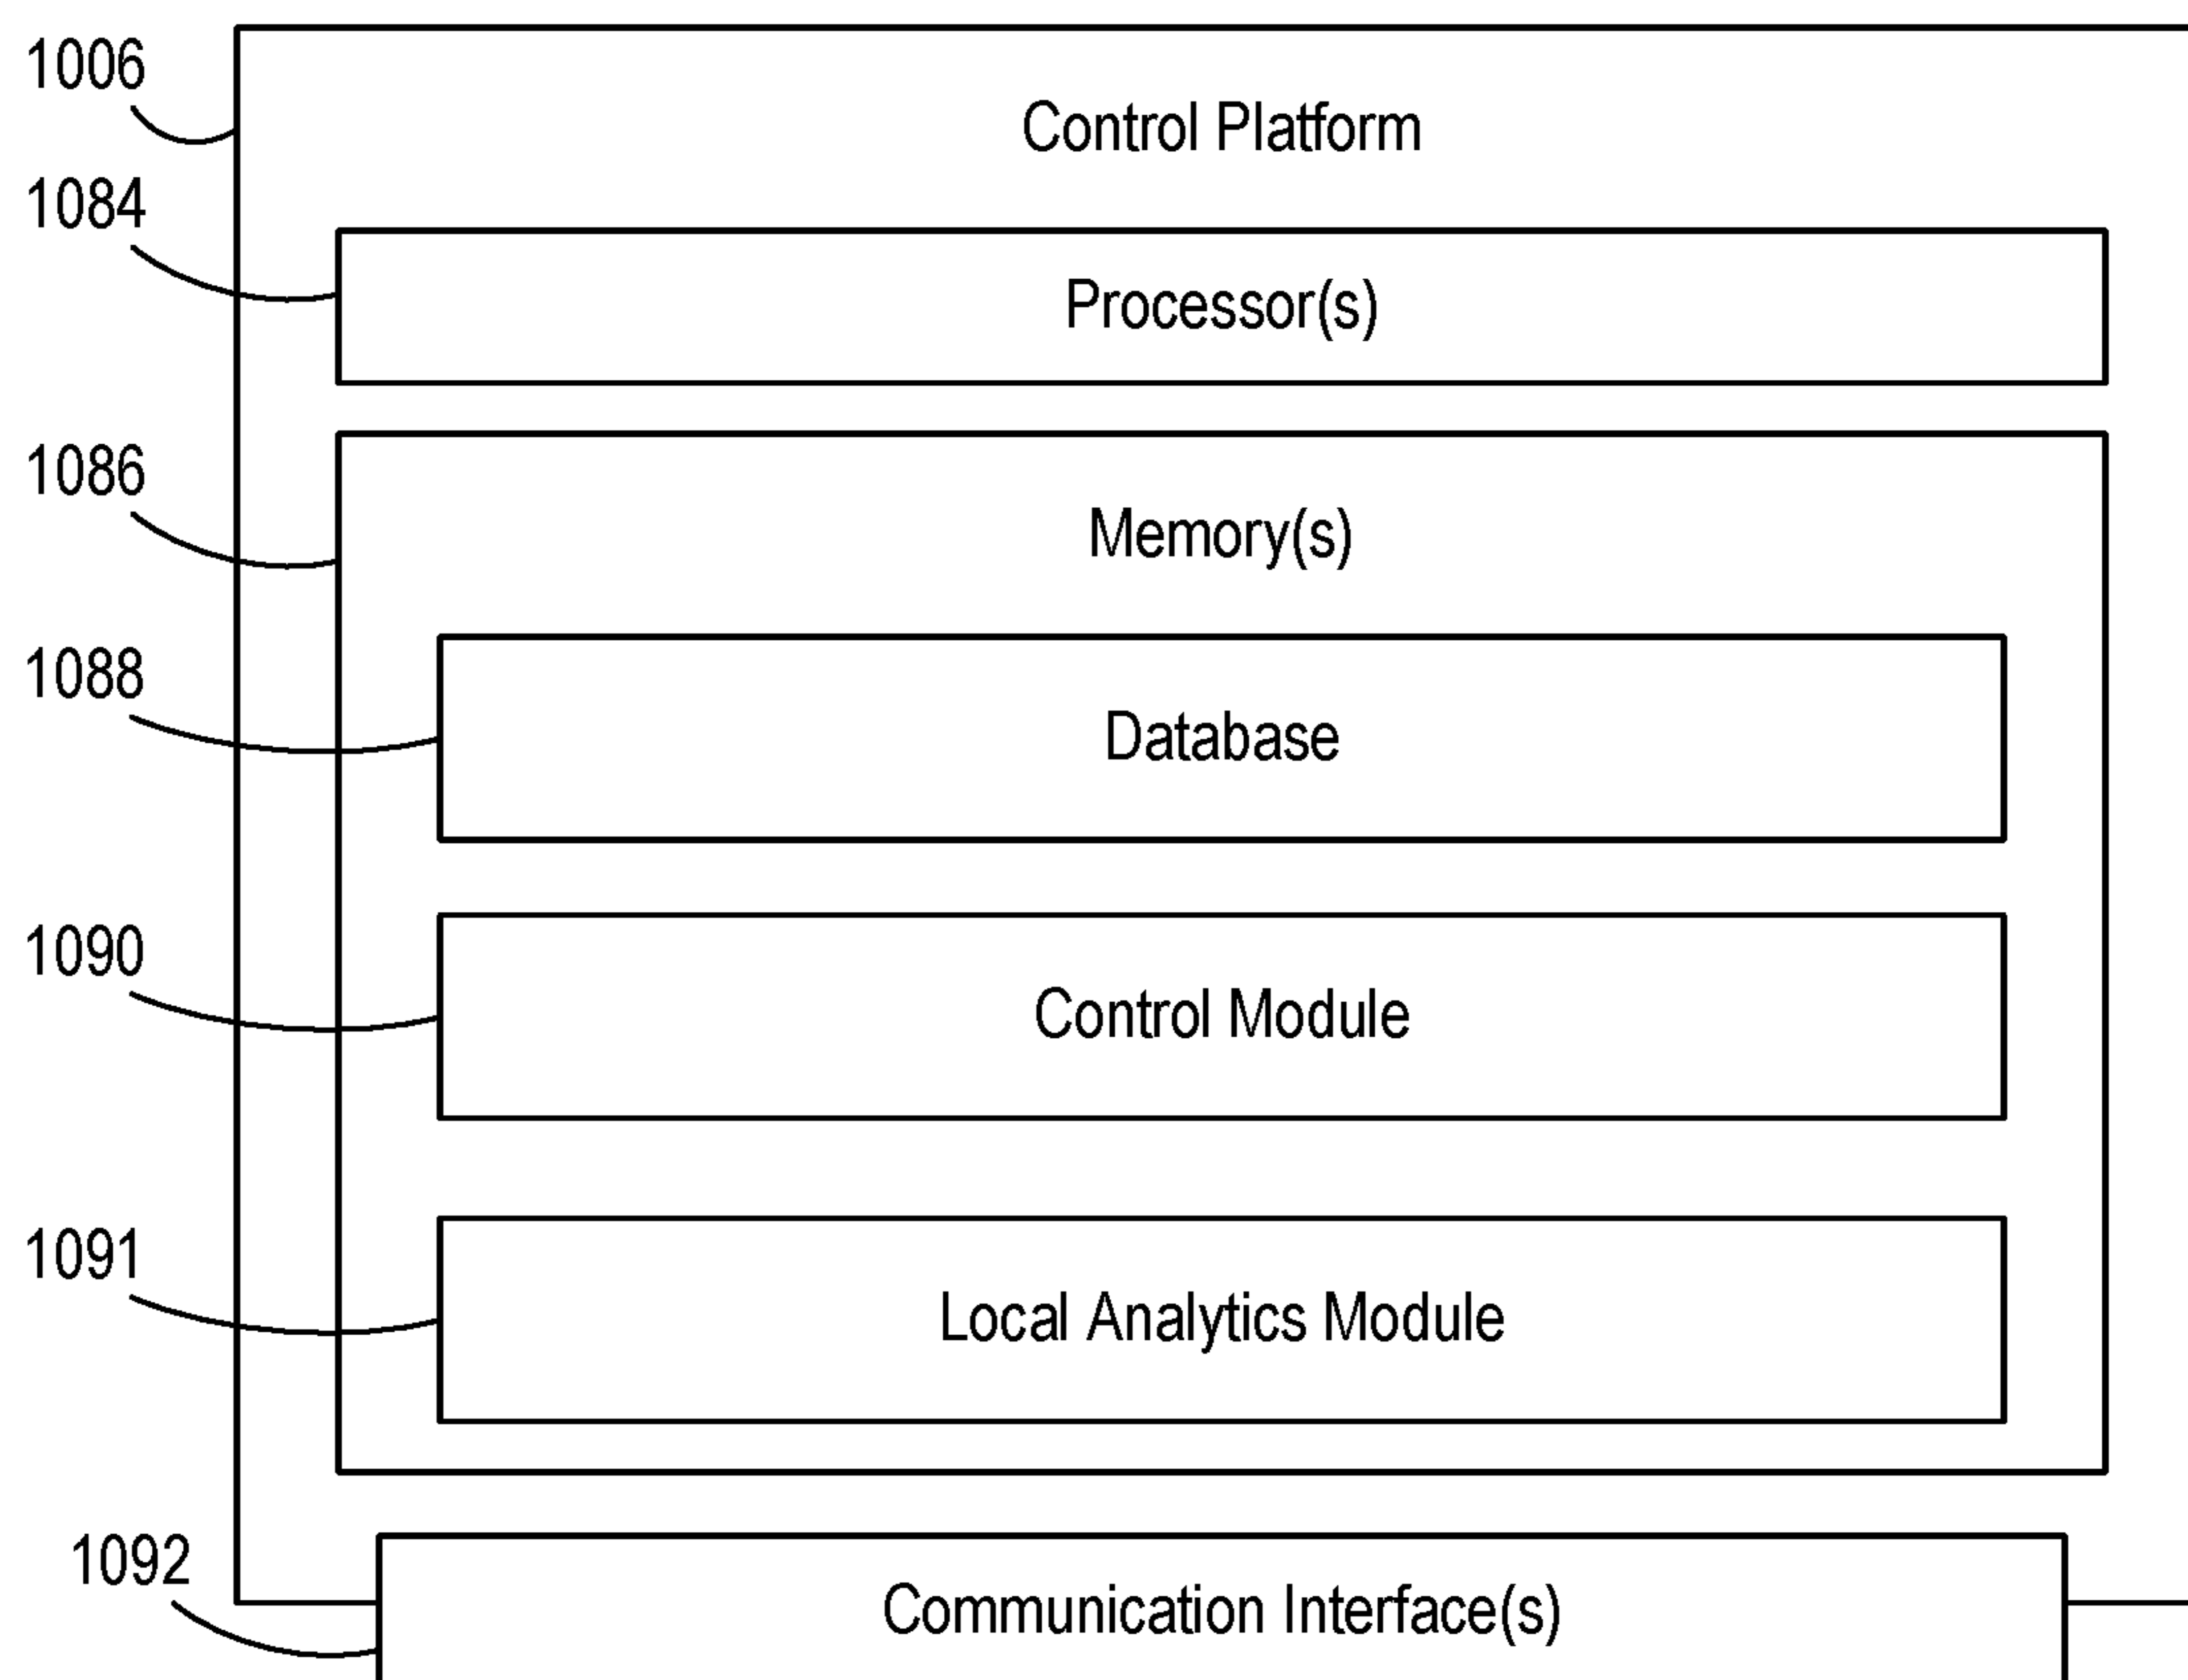 1006
Control Platform
1084
Processor(s)
1086
Memory(s)
1088
Database
1090
Control Module
1091
Local Analytics Module
1092
Communication Interface(s)